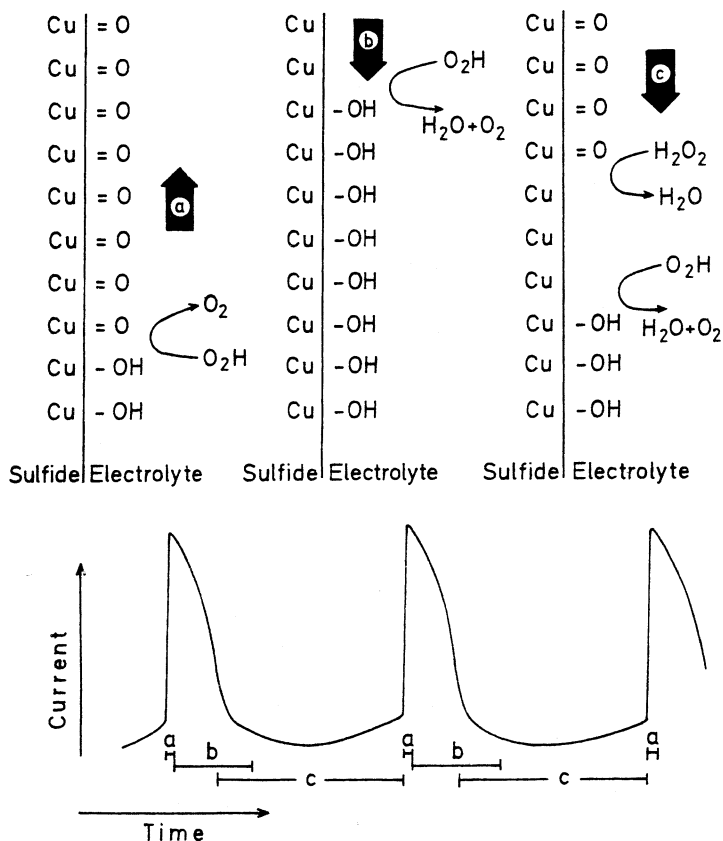 Cu = O
Cu = O
Cu = O
Cu = O
Cu = O
a
Cu = O
Cu = O
O₂
Cu = O
O₂H
Cu - OH
Cu - OH
Sulfide Electrolyte
b
Cu
Cu
O₂H
Cu -OH
H₂O+O₂
Cu -OH
Cu -OH
Cu -OH
Cu -OH
Cu -OH
Cu -OH
Cu -OH
Sulfide Electrolyte
Cu =O
Cu =O
c
Cu =O
Cu =O
H₂O₂
Cu
H₂O
Cu
Cu
O₂H
Cu -OH
H₂O+O₂
Cu -OH
Cu -OH
Sulfide Electrolyte
Current
a
b
c
a
b
c
a
Time